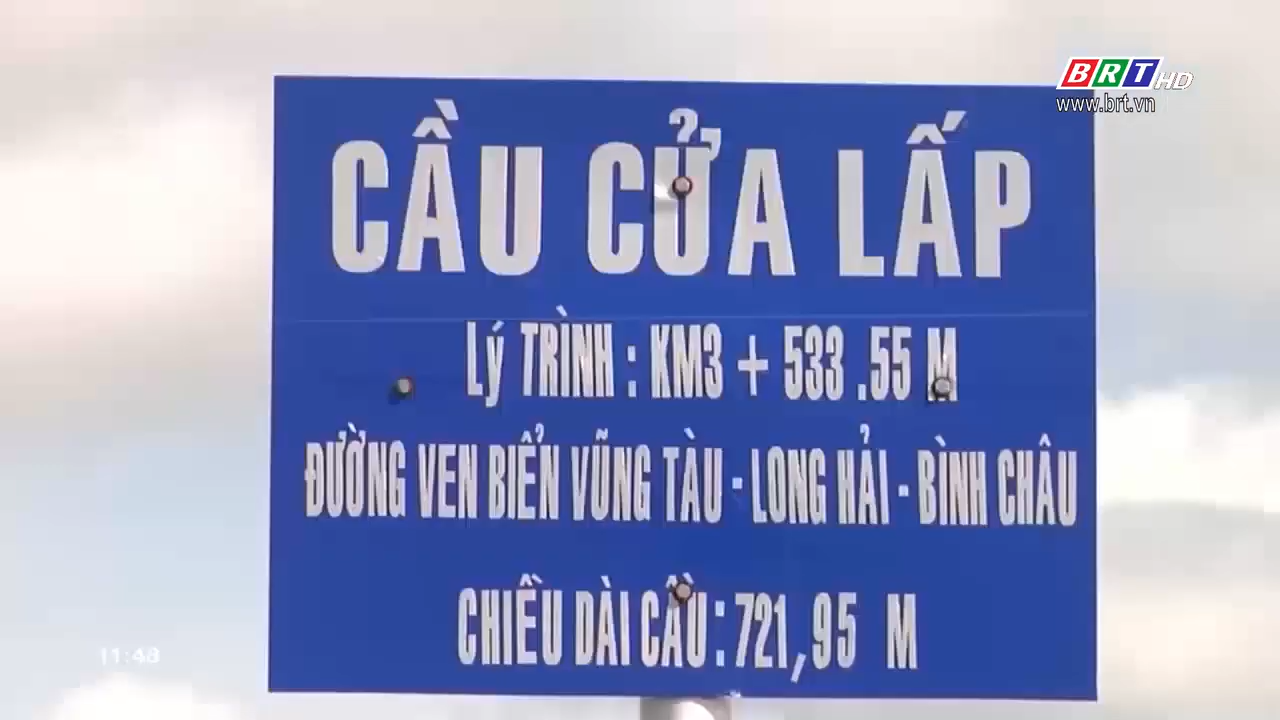 BRT HD
www.brt.vn
CẦU CỬA LẤP
Lý TRÌNH : KM3 + 533 .55 M
ĐƯỜNG VEN BIỂN VŨNG TÀU - LONG HẢI - BÌNH CHÂU
CHIỀU DÀI CẦU : 721,95 M
11:48